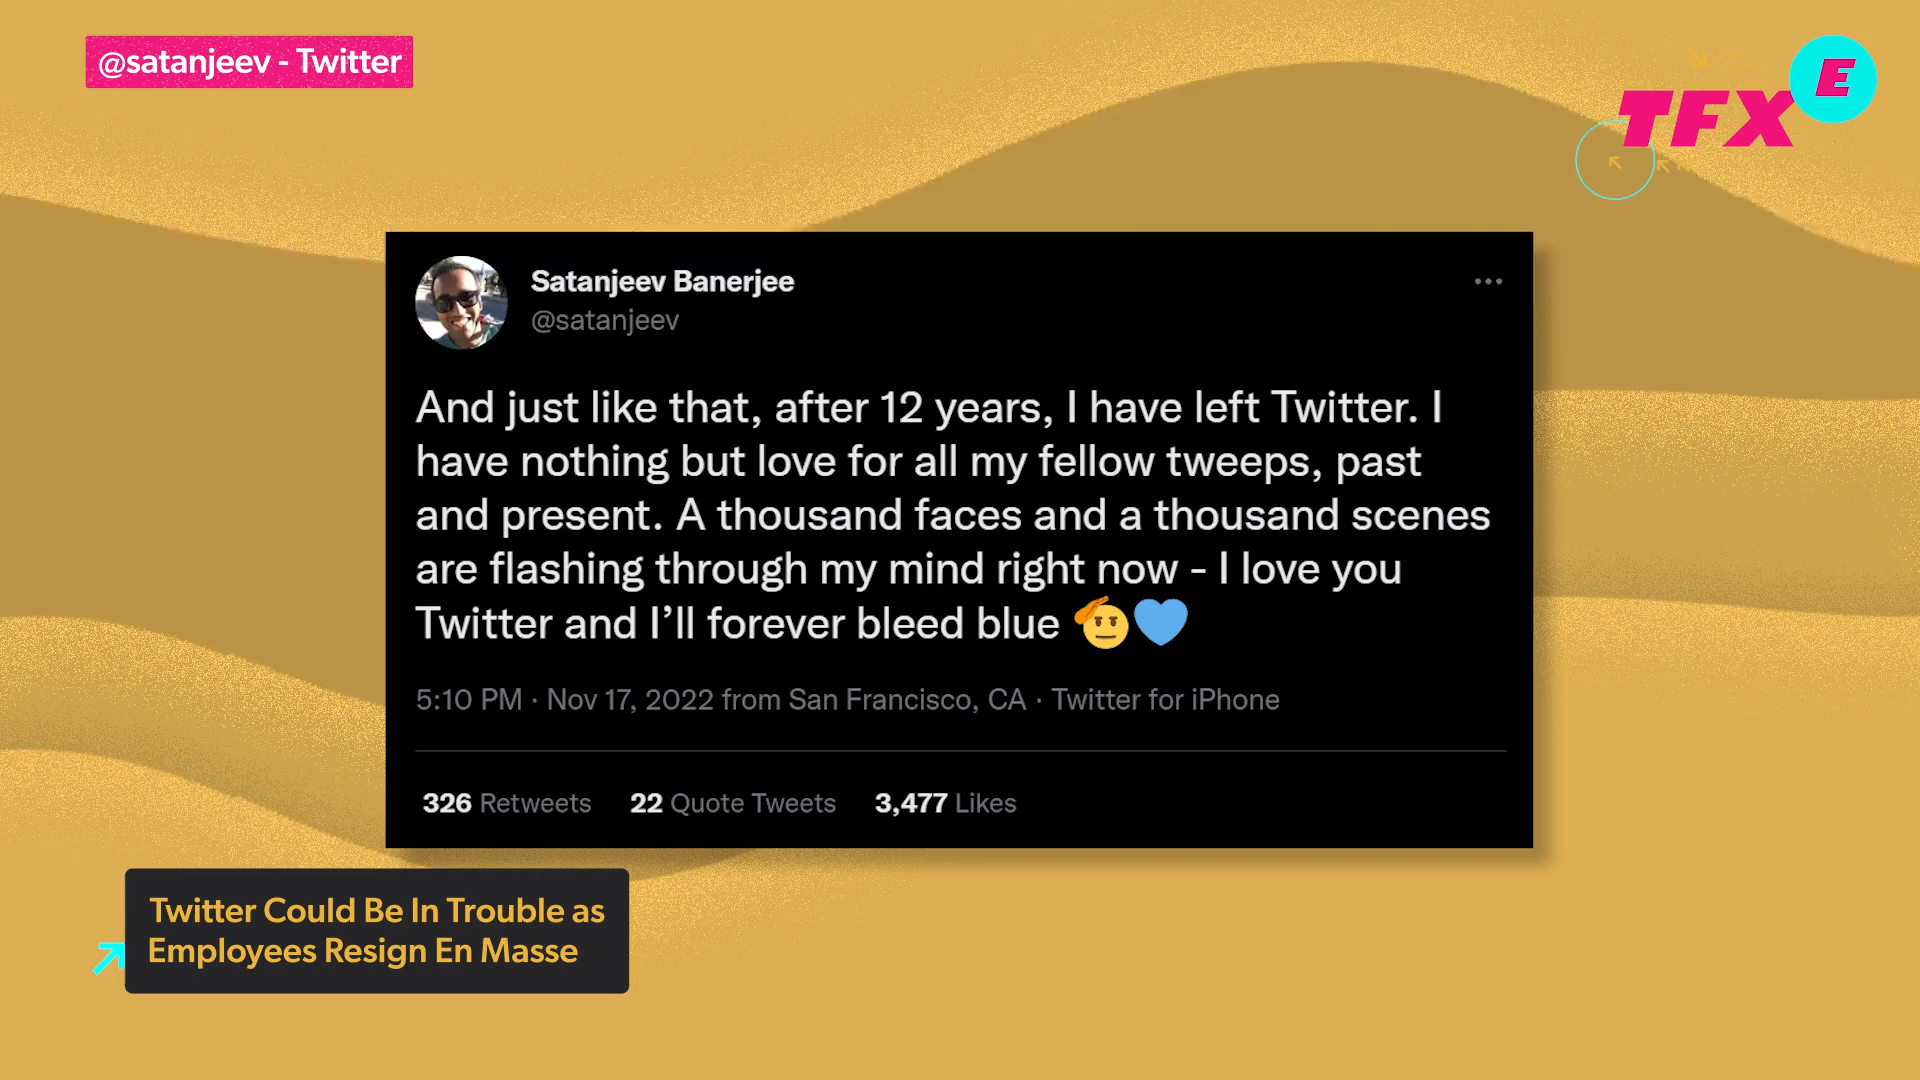 @satanjeev - Twitter
TFX E
Satanjeev Banerjee
@satanjeev
And just like that, after 12 years, I have left Twitter. I
have nothing but love for all my fellow tweeps, past
and present. A thousand faces and a thousand scenes
are flashing through my mind right now - I love you
Twitter and I’ll forever bleed blue 🫡💙
5:10 PM · Nov 17, 2022 from San Francisco, CA · Twitter for iPhone
326 Retweets 22 Quote Tweets 3,477 Likes
Twitter Could Be In Trouble as
Employees Resign En Masse